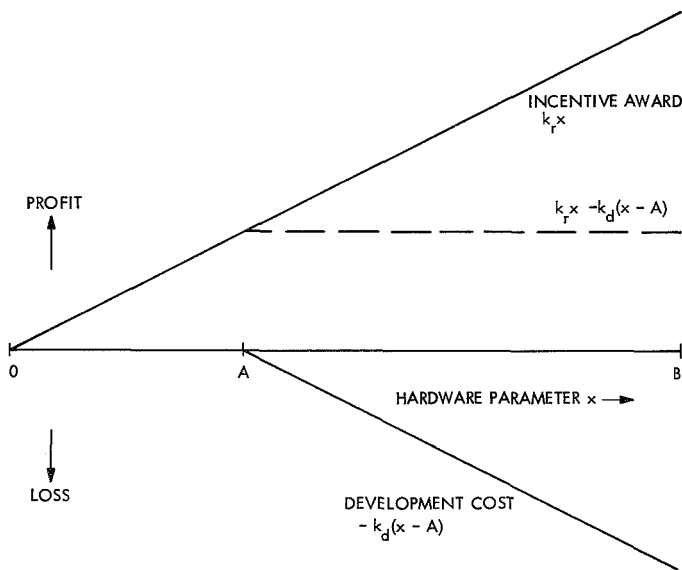 INCENTIVE AWARD
k_r x
PROFIT
k_r x - k_d(x - A)
0
A
B
HARDWARE PARAMETER x →
LOSS
DEVELOPMENT COST
- k_d(x - A)